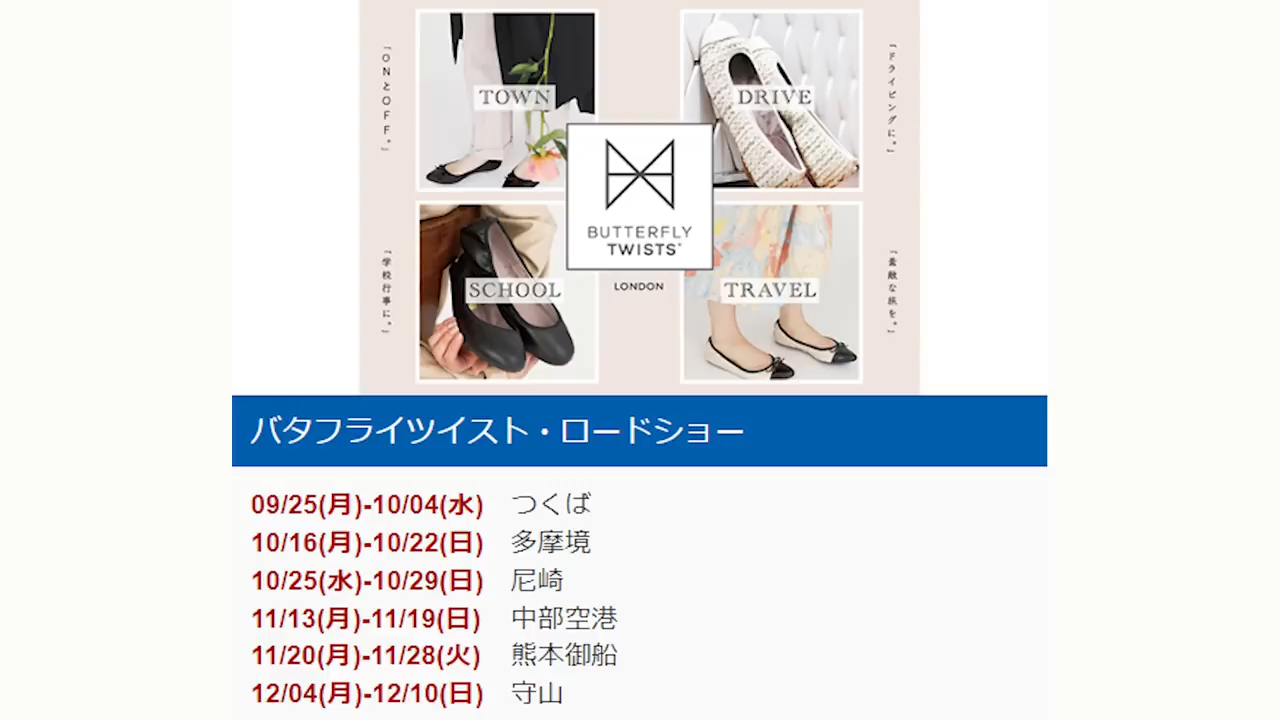 「ONとOFF。」
TOWN
DRIVE
「ドライビングに。」
BUTTERFLY
TWISTS®
LONDON
「学校行事に。」
SCHOOL
TRAVEL
「素敵な旅を。」
バタフライツイスト・ロードショー
09/25(月)-10/04(水) つくば
10/16(月)-10/22(日) 多摩境
10/25(水)-10/29(日) 尼崎
11/13(月)-11/19(日) 中部空港
11/20(月)-11/28(火) 熊本御船
12/04(月)-12/10(日) 守山